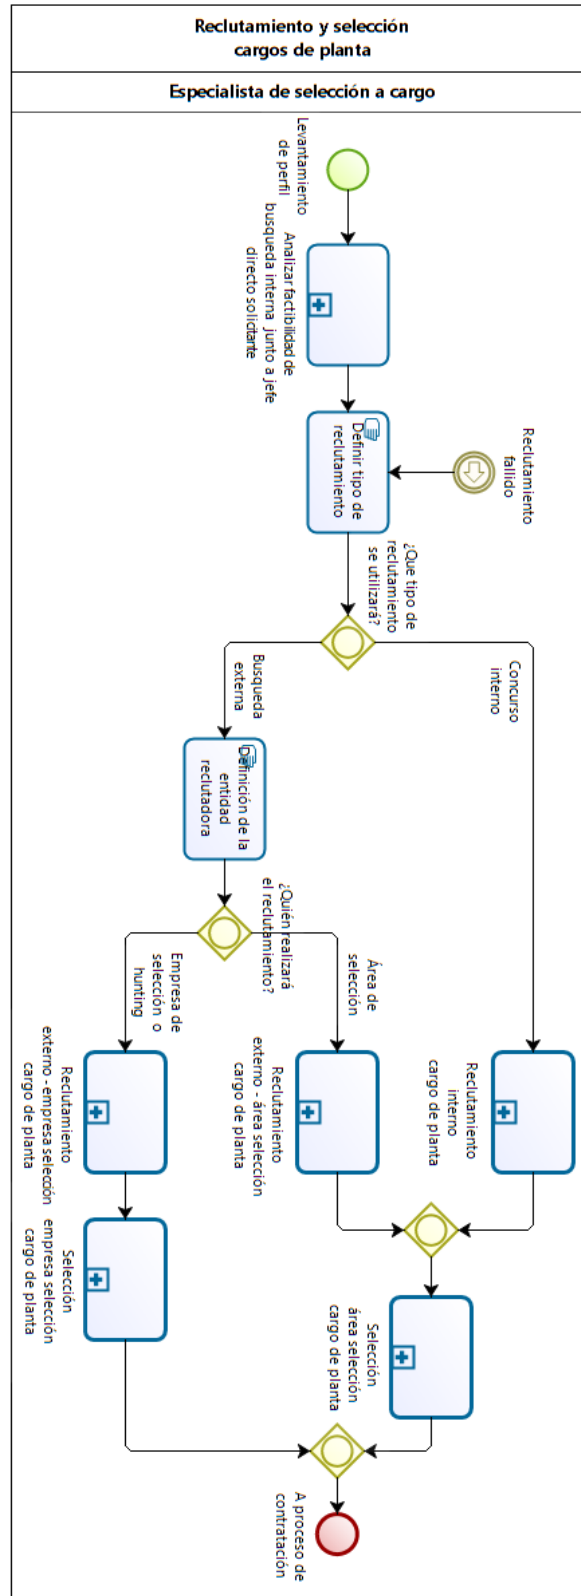 Reclutamiento y selección
cargos de planta
Especialista de selección a cargo
Levantamiento
de perfil
Analizar factibilidad de
busqueda interna junto a jefe
directo solicitante
Definir tipo de
reclutamiento
Reclutamiento
fallido
¿Que tipo de
reclutamiento
se utilizará?
Concurso
interno
Busqueda
externa
Definición de la
entidad
reclutadora
¿Quién realizará
el reclutamiento?
Área de
selección
Empresa de
selección o
hunting
Reclutamiento
interno
cargo de planta
Reclutamiento
externo - área selección
cargo de planta
Reclutamiento
externo - empresa selección
cargo de planta
Selección
empresa selección
cargo de planta
Selección
área selección
cargo de planta
A proceso de
contratación